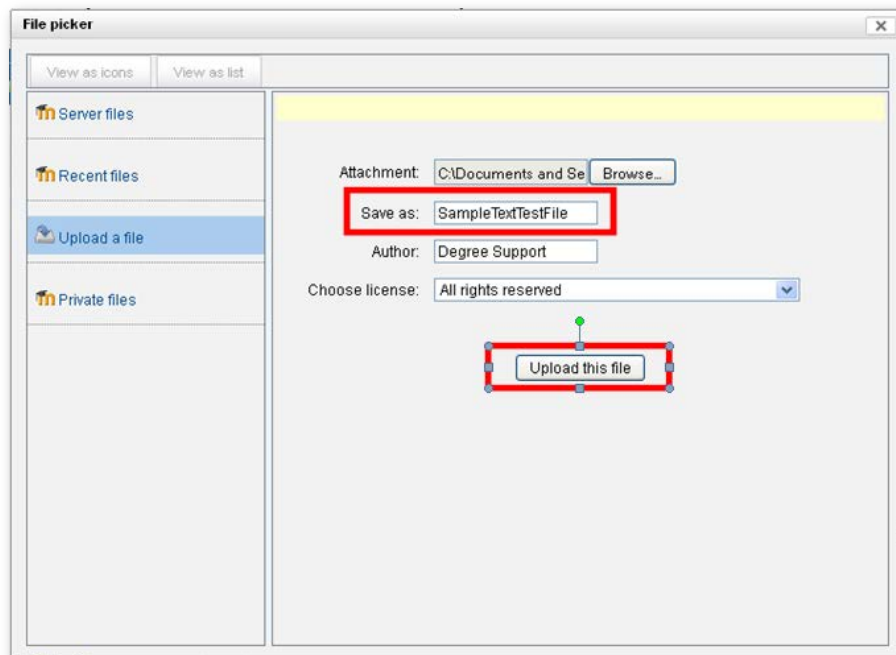 File picker
View as icons View as list
Server files
Recent files
Upload a file
Private files
Attachment: C:\Documents and Se Browse...
Save as: SampleTextTestFile
Author: Degree Support
Choose license: All rights reserved
Upload this file